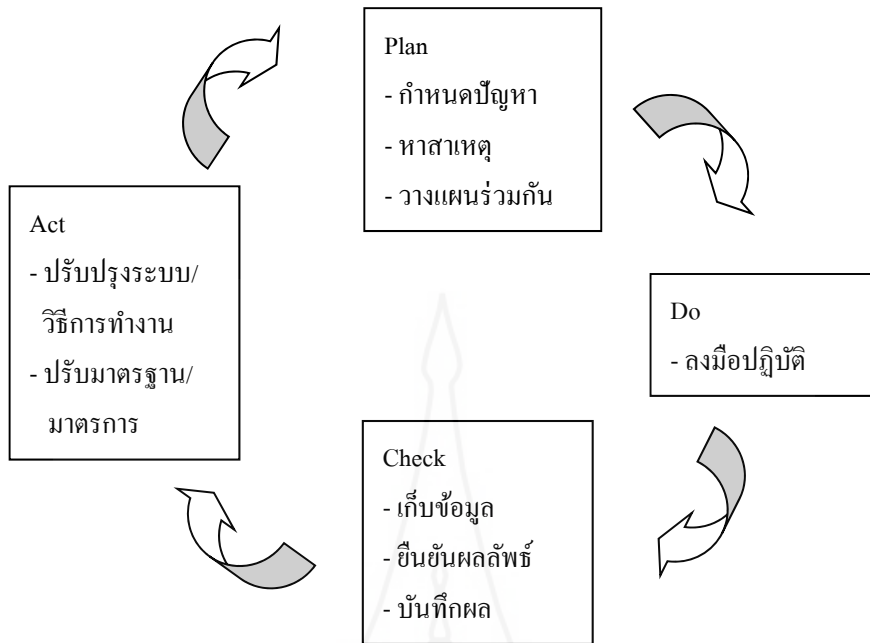 Plan
- กำหนดปัญหา
- หาสาเหตุ
- วางแผนร่วมกัน
Do
- ลงมือปฏิบัติ
Check
- เก็บข้อมูล
- ยืนยันผลลัพธ์
- บันทึกผล
Act
- ปรับปรุงระบบ/
วิธีการทำงาน
- ปรับมาตรฐาน/
มาตรการ